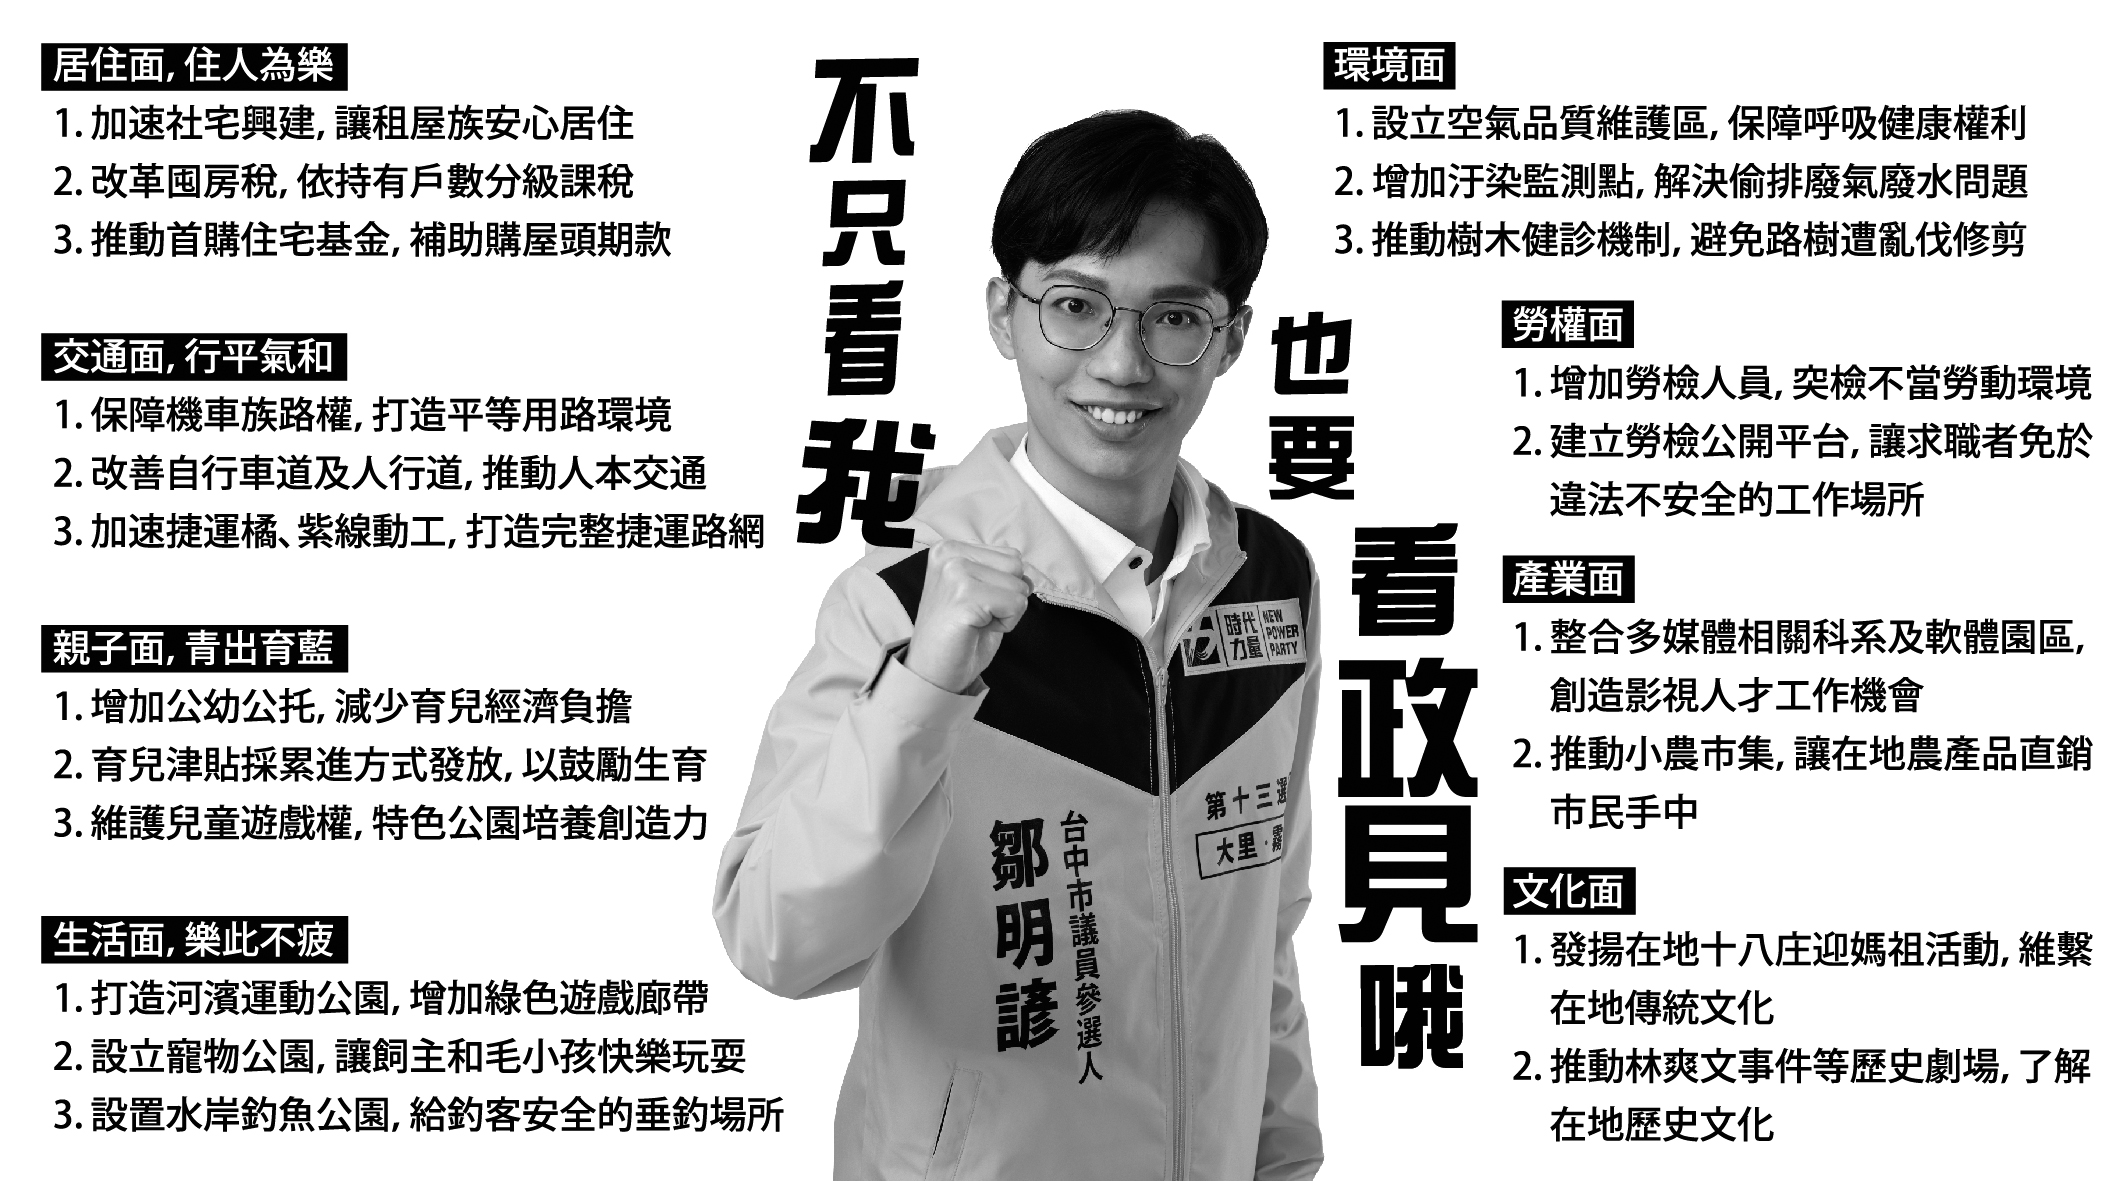 居住面, 住人為樂
1. 加速社宅興建, 讓租屋族安心居住
2. 改革囤房稅, 依持有戶數分級課稅
3. 推動首購住宅基金, 補助購屋頭期款
交通面, 行平氣和
1. 保障機車族路權, 打造平等用路環境
2. 改善自行車道及人行道, 推動人本交通
3. 加速捷運橘、紫線動工, 打造完整捷運路網
親子面, 青出育藍
1. 增加公幼公托, 減少育兒經濟負擔
2. 育兒津貼採累進方式發放, 以鼓勵生育
3. 維護兒童遊戲權, 特色公園培養創造力
生活面, 樂此不疲
1. 打造河濱運動公園, 增加綠色遊戲廊帶
2. 設立寵物公園, 讓飼主和毛小孩快樂玩耍
3. 設置水岸釣魚公園, 給釣客安全的垂釣場所
不只看我
也要
看政見哦
時代力量
NEW POWER PARTY
第十三選
大里·霧
台中市議員參選人
鄒明諺
環境面
1. 設立空氣品質維護區, 保障呼吸健康權利
2. 增加汙染監測點, 解決偷排廢氣廢水問題
3. 推動樹木健診機制, 避免路樹遭亂伐修剪
勞權面
1. 增加勞檢人員, 突檢不當勞動環境
2. 建立勞檢公開平台, 讓求職者免於
違法不安全的工作場所
產業面
1. 整合多媒體相關科系及軟體園區,
創造影視人才工作機會
2. 推動小農市集, 讓在地農產品直銷
市民手中
文化面
1. 發揚在地十八庄迎媽祖活動, 維繫
在地傳統文化
2. 推動林爽文事件等歷史劇場, 了解
在地歷史文化